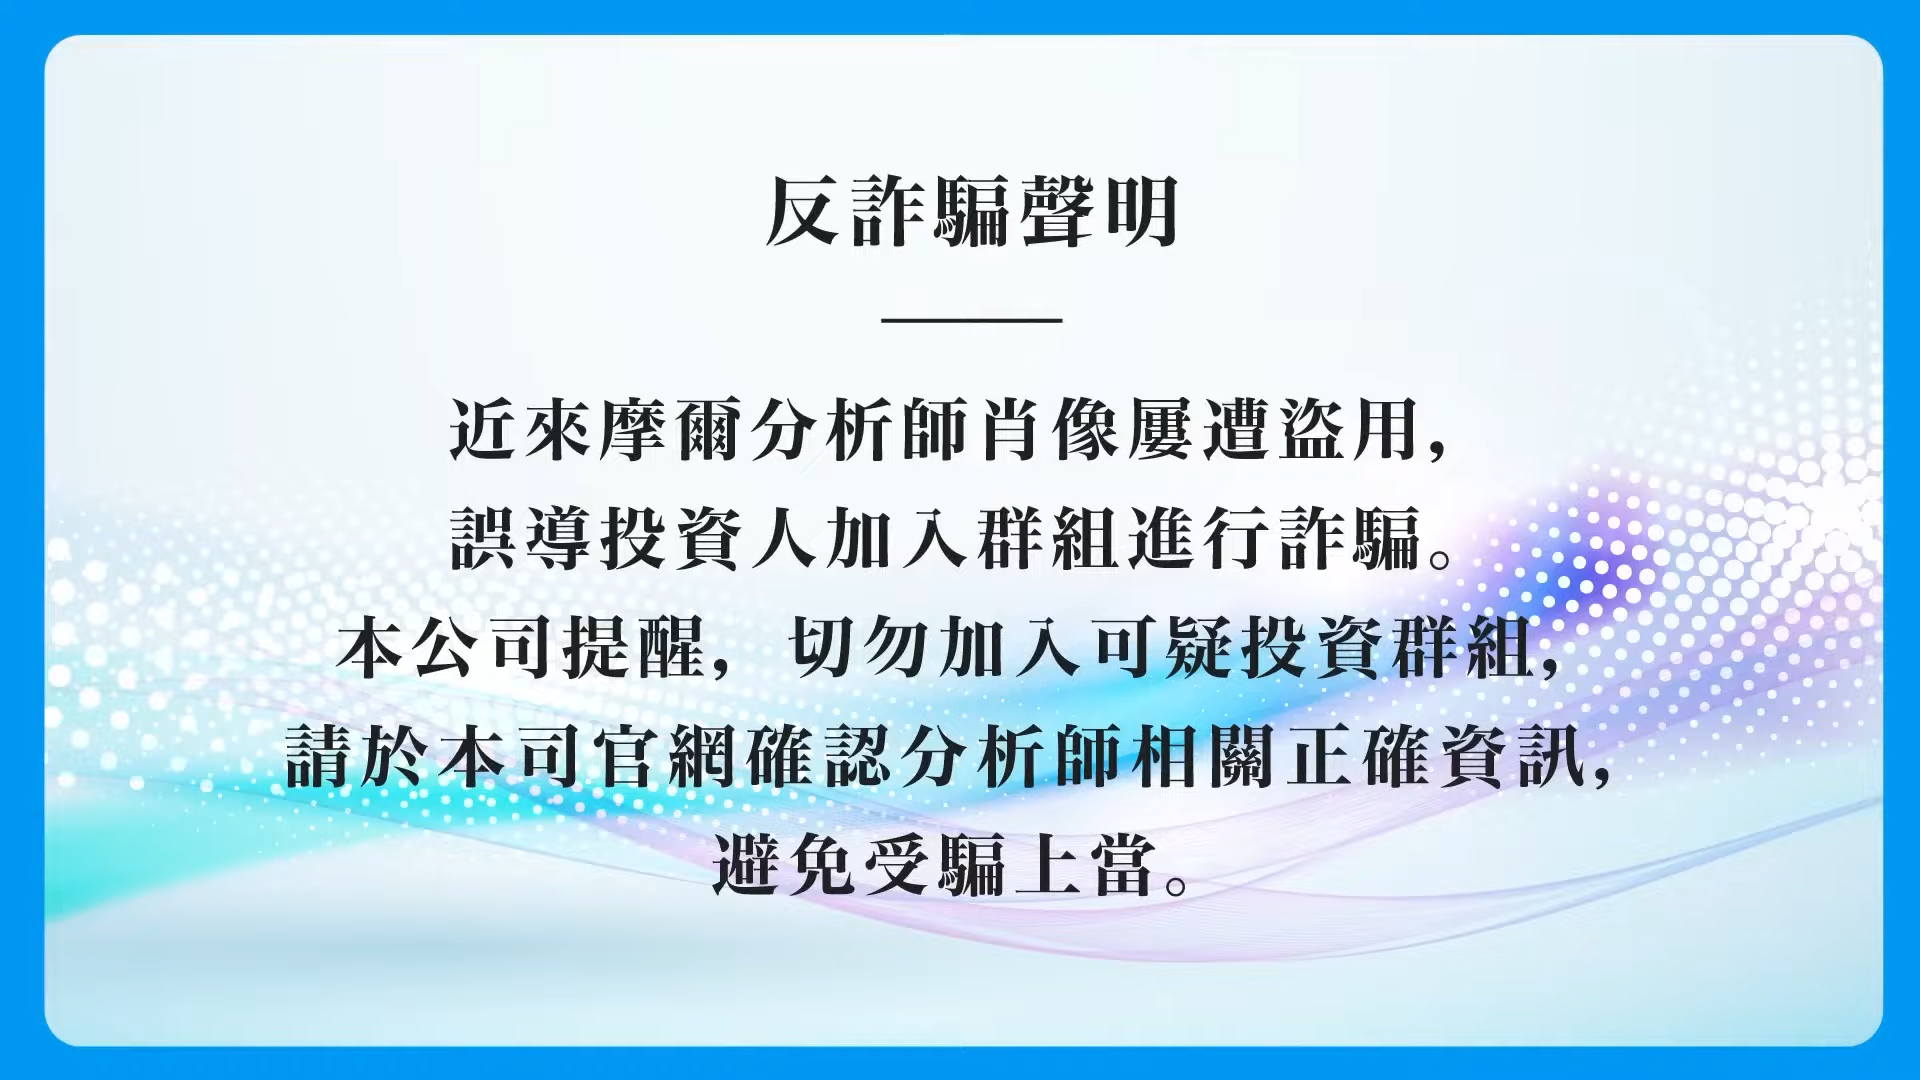 反詐騙聲明
近來摩爾分析師肖像屢遭盜用，
誤導投資人加入群組進行詐騙。
本公司提醒，切勿加入可疑投資群組，
請於本司官網確認分析師相關正確資訊，
避免受騙上當。